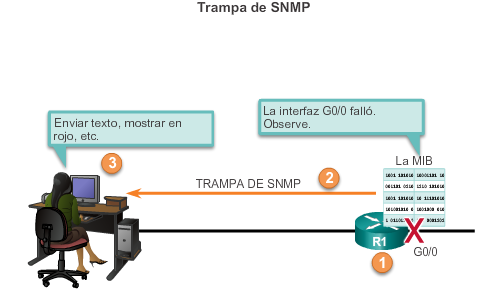 Trampa de SNMP
La interfaz G0/0 falló.
Observe.
Enviar texto, mostrar en
rojo, etc.
3
TRAMPA DE SNMP
2
La MIB
R1
G0/0
1